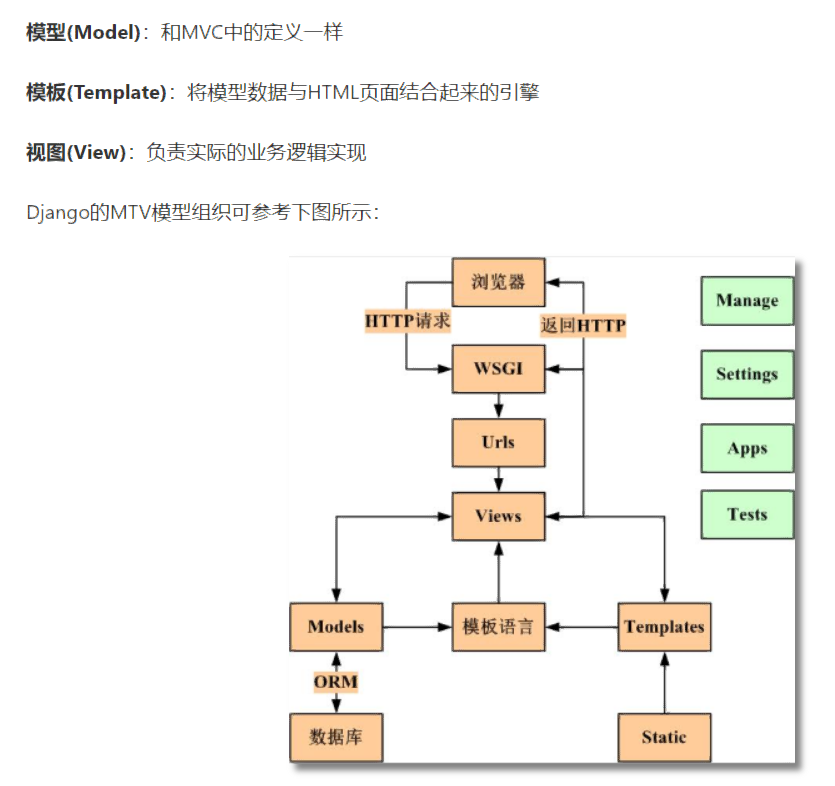 模型(Model)：和MVC中的定义一样
模板(Template)：将模型数据与HTML页面结合起来的引擎
视图(View)：负责实际的业务逻辑实现
Django的MTV模型组织可参考下图所示：
浏览器
HTTP请求
返回HTTP
WSGI
Urls
Views
Models
模板语言
Templates
ORM
数据库
Static
Manage
Settings
Apps
Tests